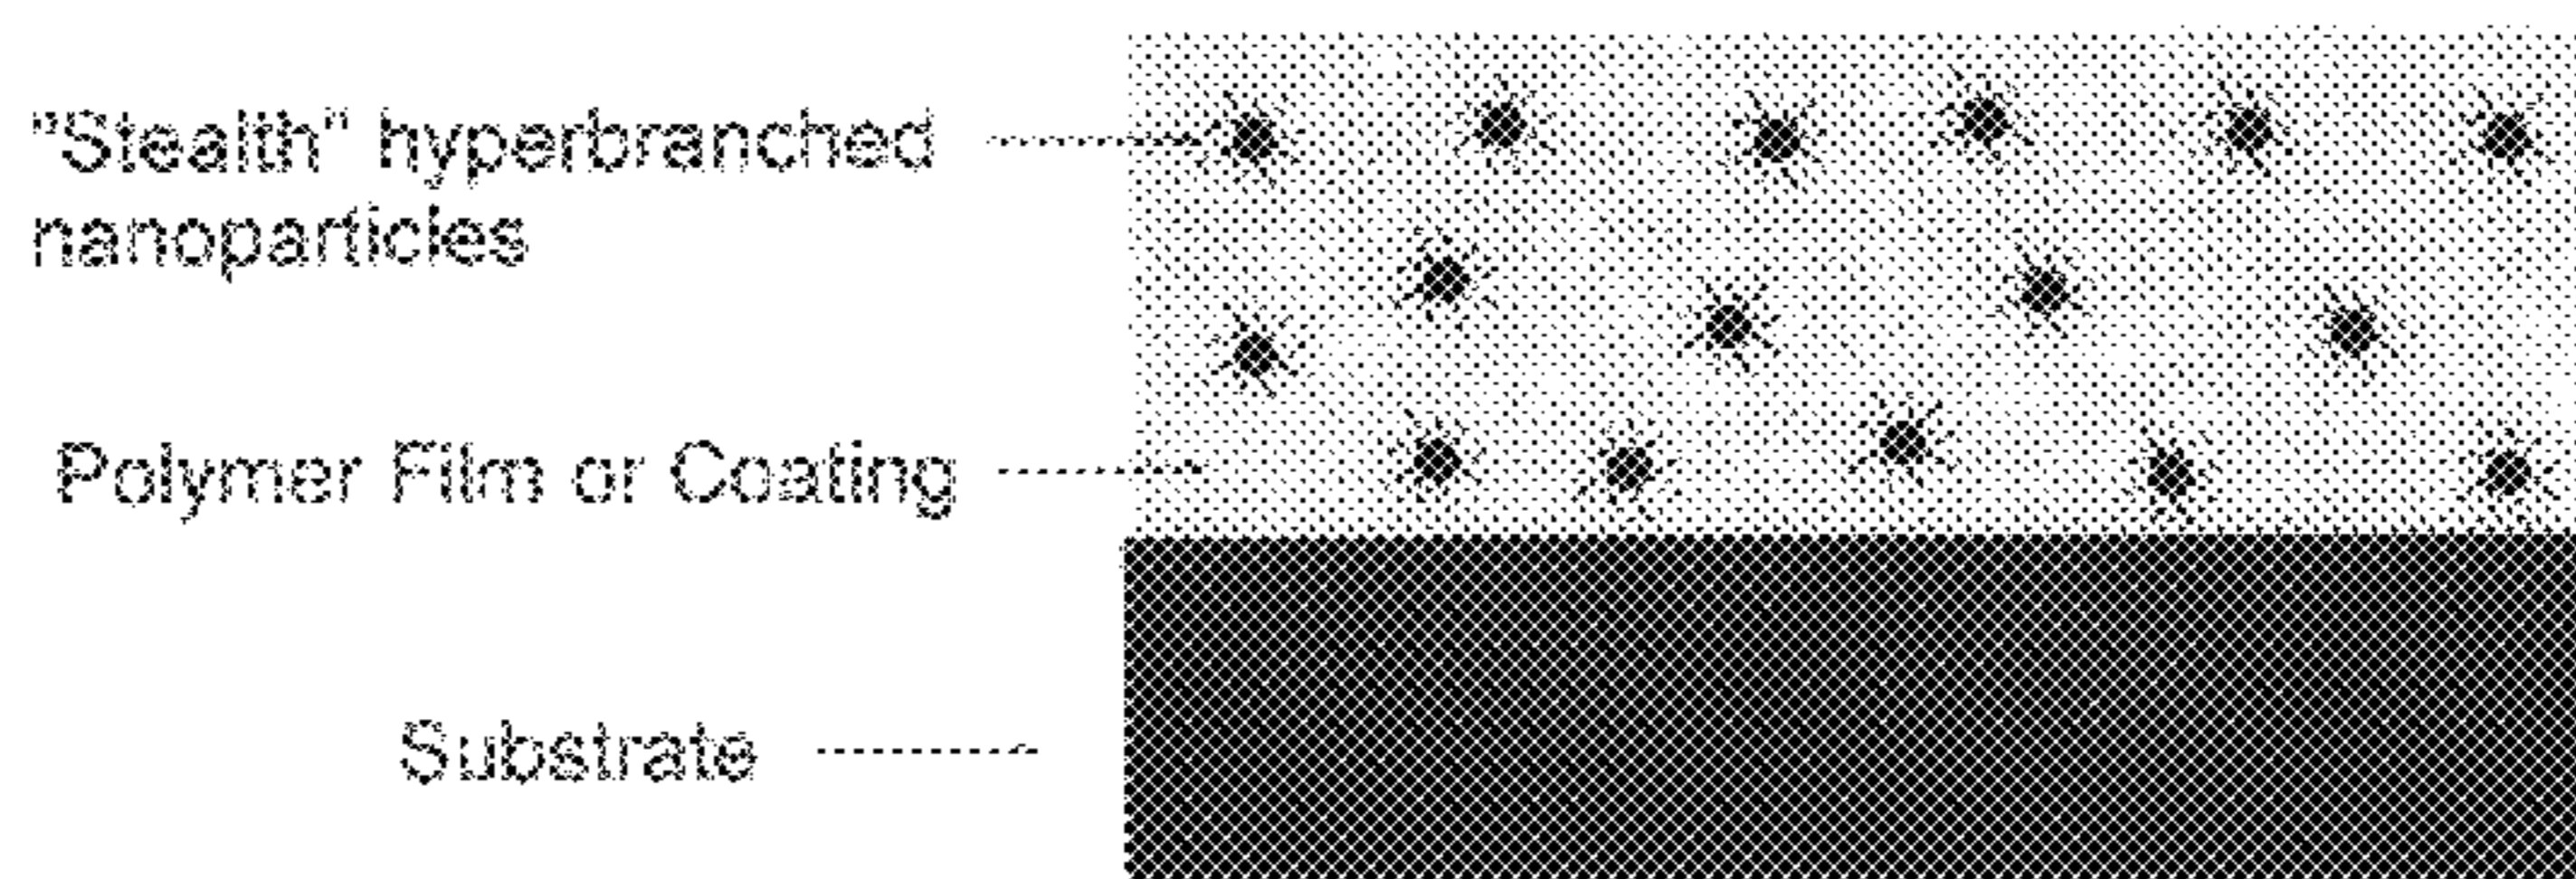 "Stealth" hyperbranched
nanoparticles
Polymer Film or Coating
Substrate